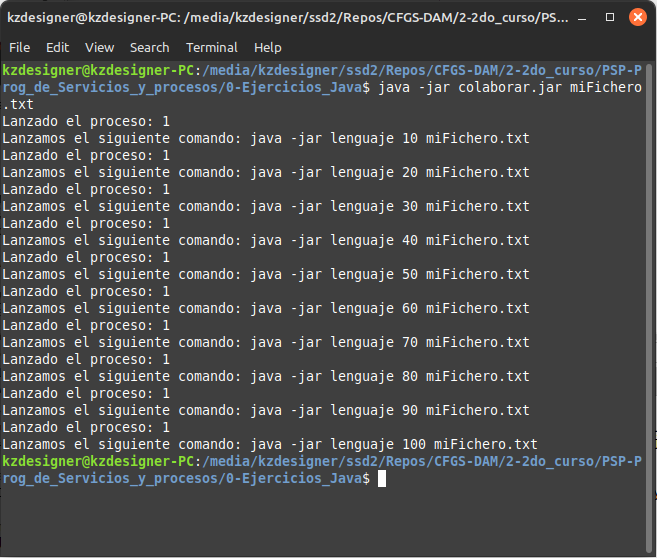 kzdesigner@kzdesigner-PC: /media/kzdesigner/ssd2/Repos/CFGS-DAM/2-2do_curso/PS...
File Edit View Search Terminal Help
kzdesigner@kzdesigner-PC:/media/kzdesigner/ssd2/Repos/CFGS-DAM/2-2do_curso/PSP-P
rog_de_Servicios_y_procesos/0-Ejercicios_Java$ java -jar colaborar.jar miFichero
.txt
Lanzado el proceso: 1
Lanzamos el siguiente comando: java -jar lenguaje 10 miFichero.txt
Lanzado el proceso: 1
Lanzamos el siguiente comando: java -jar lenguaje 20 miFichero.txt
Lanzado el proceso: 1
Lanzamos el siguiente comando: java -jar lenguaje 30 miFichero.txt
Lanzado el proceso: 1
Lanzamos el siguiente comando: java -jar lenguaje 40 miFichero.txt
Lanzado el proceso: 1
Lanzamos el siguiente comando: java -jar lenguaje 50 miFichero.txt
Lanzado el proceso: 1
Lanzamos el siguiente comando: java -jar lenguaje 60 miFichero.txt
Lanzado el proceso: 1
Lanzamos el siguiente comando: java -jar lenguaje 70 miFichero.txt
Lanzado el proceso: 1
Lanzamos el siguiente comando: java -jar lenguaje 80 miFichero.txt
Lanzado el proceso: 1
Lanzamos el siguiente comando: java -jar lenguaje 90 miFichero.txt
Lanzado el proceso: 1
Lanzamos el siguiente comando: java -jar lenguaje 100 miFichero.txt
kzdesigner@kzdesigner-PC:/media/kzdesigner/ssd2/Repos/CFGS-DAM/2-2do_curso/PSP-P
rog_de_Servicios_y_procesos/0-Ejercicios_Java$